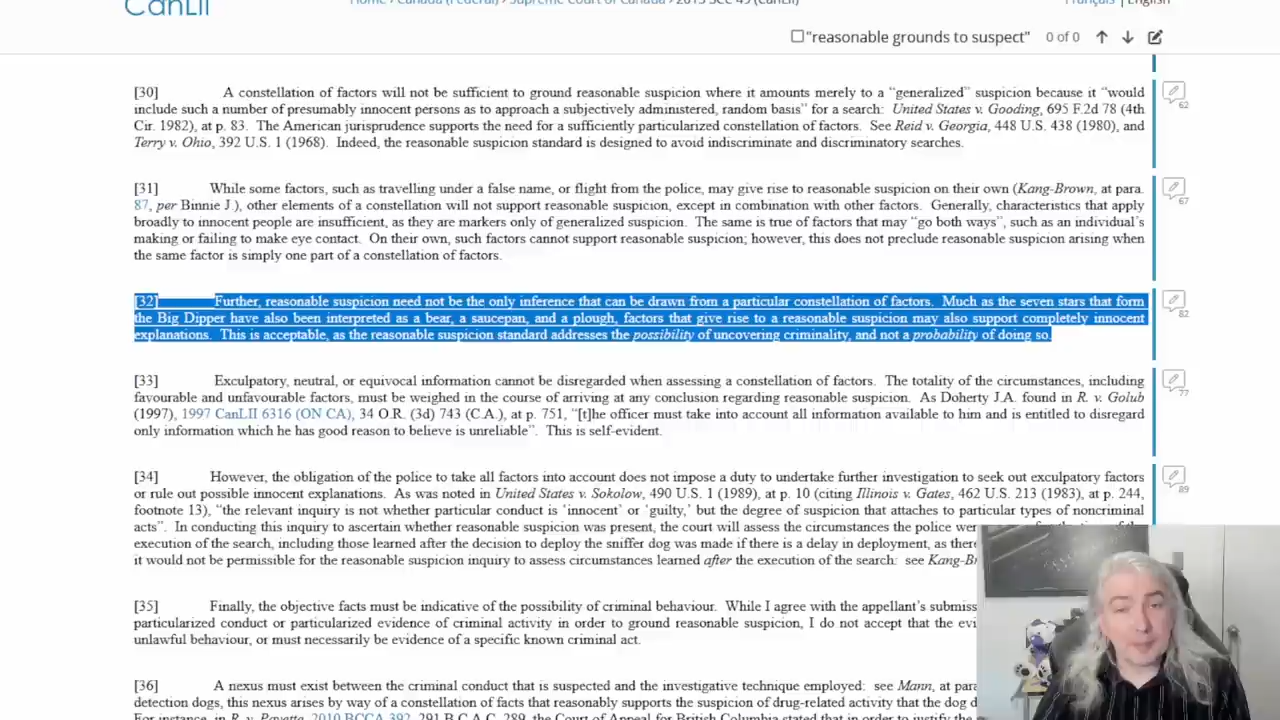 CanLII
Home › Canada (Federal) › Supreme Court of Canada › 2013 SCC 49 (CanLII)
Français | English
"reasonable grounds to suspect" 0 of 0
[30] A constellation of factors will not be sufficient to ground reasonable suspicion where it amounts merely to a “generalized” suspicion because it “would
include such a number of presumably innocent persons as to approach a subjectively administered, random basis” for a search: United States v. Gooding, 695 F.2d 78 (4th
Cir. 1982), at p. 83. The American jurisprudence supports the need for a sufficiently particularized constellation of factors. See Reid v. Georgia, 448 U.S. 438 (1980), and
Terry v. Ohio, 392 U.S. 1 (1968). Indeed, the reasonable suspicion standard is designed to avoid indiscriminate and discriminatory searches.
62
[31] While some factors, such as travelling under a false name, or flight from the police, may give rise to reasonable suspicion on their own (Kang-Brown, at para.
87, per Binnie J.), other elements of a constellation will not support reasonable suspicion, except in combination with other factors. Generally, characteristics that apply
broadly to innocent people are insufficient, as they are markers only of generalized suspicion. The same is true of factors that may “go both ways”, such as an individual’s
making or failing to make eye contact. On their own, such factors cannot support reasonable suspicion; however, this does not preclude reasonable suspicion arising when
the same factor is simply one part of a constellation of factors.
67
[32] Further, reasonable suspicion need not be the only inference that can be drawn from a particular constellation of factors. Much as the seven stars that form
the Big Dipper have also been interpreted as a bear, a saucepan, and a plough, factors that give rise to a reasonable suspicion may also support completely innocent
explanations. This is acceptable, as the reasonable suspicion standard addresses the possibility of uncovering criminality, and not a probability of doing so.
82
[33] Exculpatory, neutral, or equivocal information cannot be disregarded when assessing a constellation of factors. The totality of the circumstances, including
favourable and unfavourable factors, must be weighed in the course of arriving at any conclusion regarding reasonable suspicion. As Doherty J.A. found in R. v. Golub
(1997), 1997 CanLII 6316 (ON CA), 34 O.R. (3d) 743 (C.A.), at p. 751, “[t]he officer must take into account all information available to him and is entitled to disregard
only information which he has good reason to believe is unreliable”. This is self-evident.
77
[34] However, the obligation of the police to take all factors into account does not impose a duty to undertake further investigation to seek out exculpatory factors
or rule out possible innocent explanations. As was noted in United States v. Sokolow, 490 U.S. 1 (1989), at p. 10 (citing Illinois v. Gates, 462 U.S. 213 (1983), at p. 244,
footnote 13), “the relevant inquiry is not whether particular conduct is ‘innocent’ or ‘guilty,’ but the degree of suspicion that attaches to particular types of noncriminal
acts”. In conducting this inquiry to ascertain whether reasonable suspicion was present, the court will assess the circumstances the police wer
execution of the search, including those learned after the decision to deploy the sniffer dog was made if there is a delay in deployment, as ther
it would not be permissible for the reasonable suspicion inquiry to assess circumstances learned after the execution of the search: see Kang-B
89
[35] Finally, the objective facts must be indicative of the possibility of criminal behaviour. While I agree with the appellant’s submiss
particularized conduct or particularized evidence of criminal activity in order to ground reasonable suspicion, I do not accept that the evi
unlawful behaviour, or must necessarily be evidence of a specific known criminal act.
[36] A nexus must exist between the criminal conduct that is suspected and the investigative technique employed: see Mann, at para
detection dogs, this nexus arises by way of a constellation of facts that reasonably supports the suspicion of drug-related activity that the dog d
For instance, in R. v. Payette, 2010 BCCA 392, 291 B.C.A.C. 289, the Court of Appeal for British Columbia stated that in order to justify the